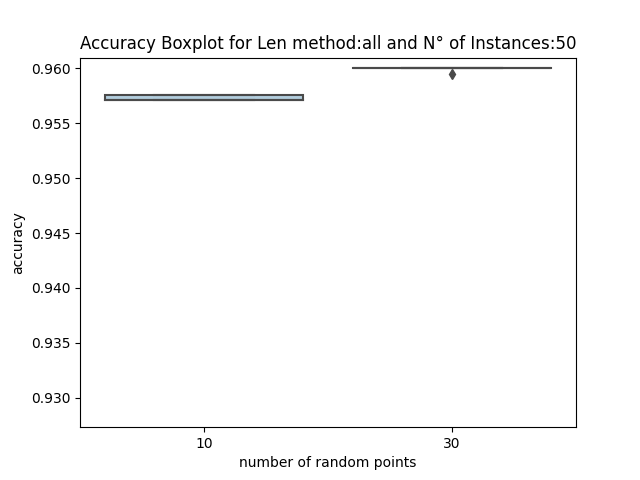 Accuracy Boxplot for Len method:all and N° of Instances:50
0.960
0.955
0.950
0.945
0.940
0.935
0.930
accuracy
10 30
number of random points